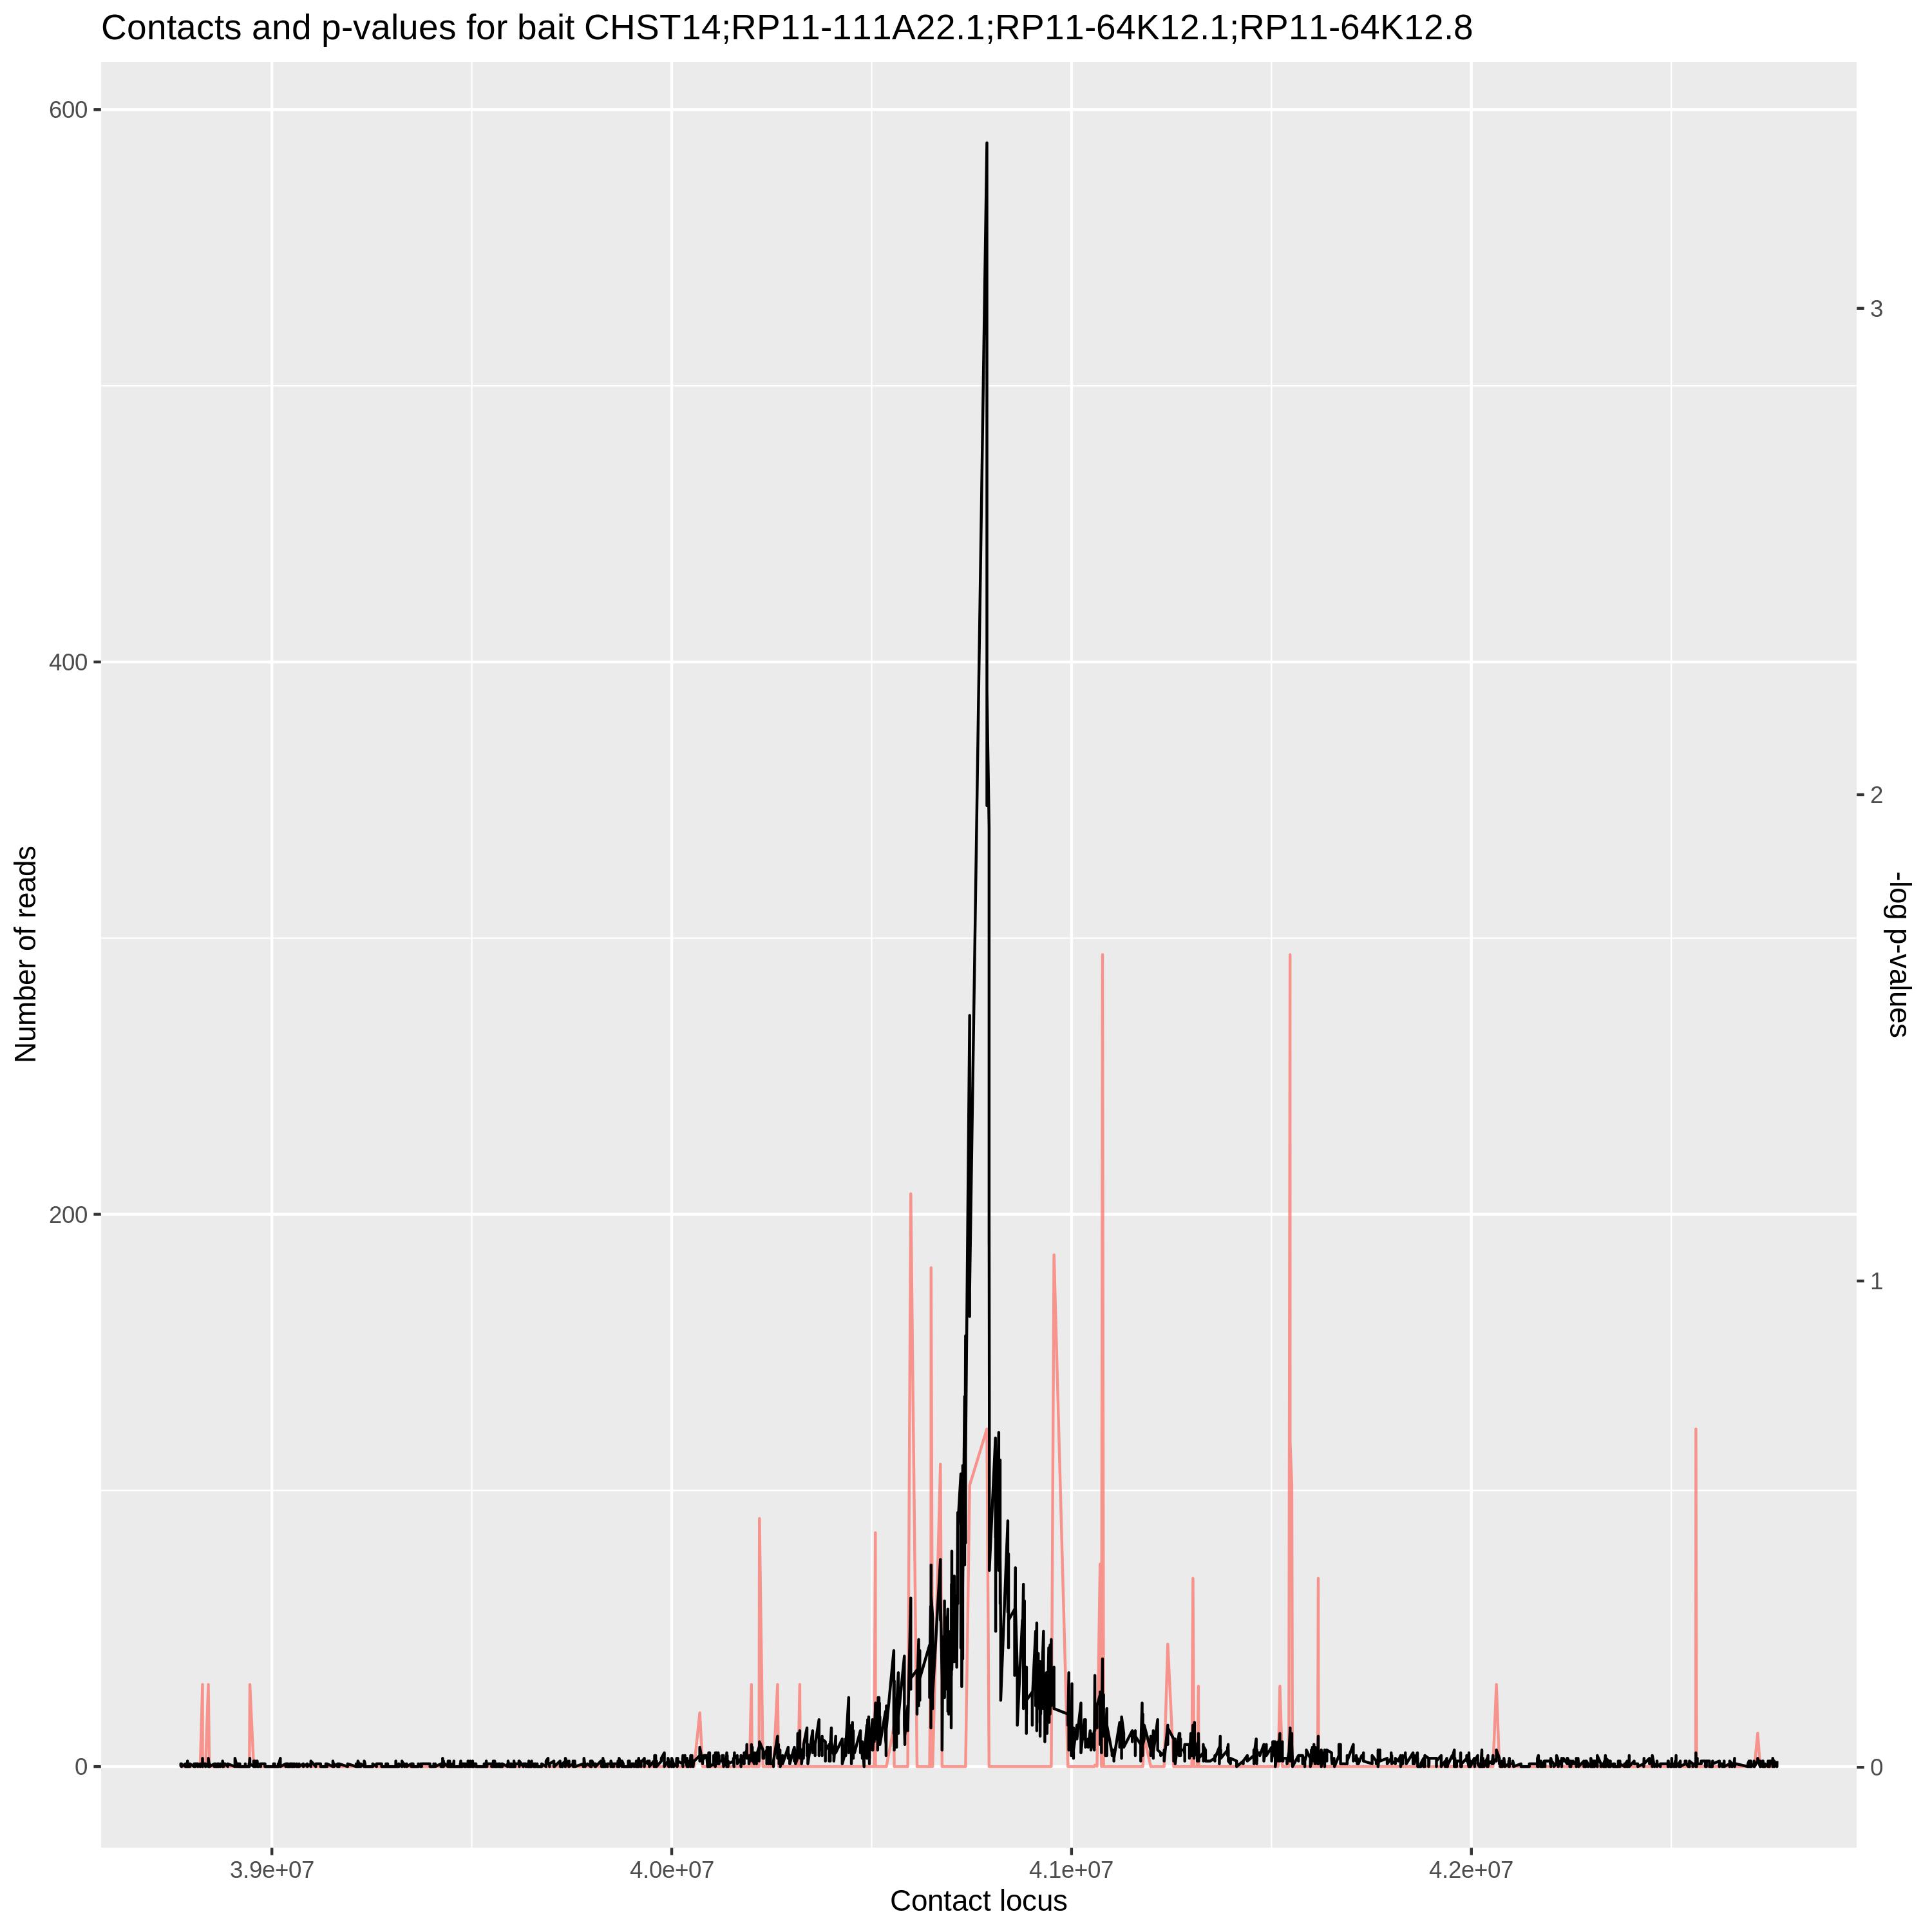 Contacts and p-values for bait CHST14;RP11-111A22.1;RP11-64K12.1;RP11-64K12.8
600
400
200
0
Number of reads
3
2
1
0
-log p-values
3.9e+07
4.0e+07
4.1e+07
4.2e+07
Contact locus